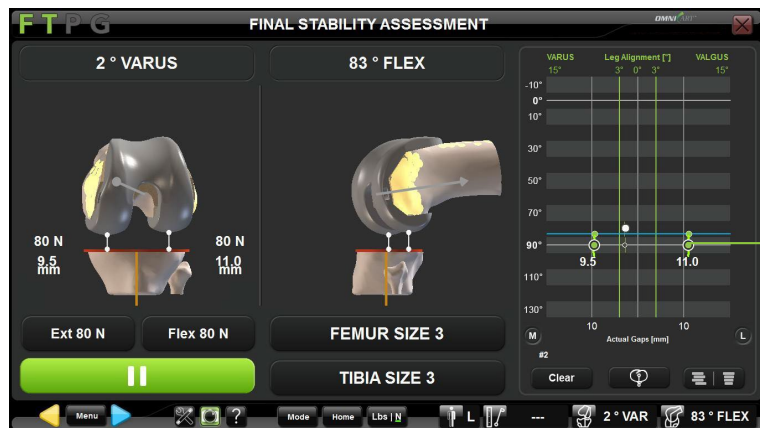 FTPG
FINAL STABILITY ASSESSMENT
OMNI
2 ° VARUS
83 ° FLEX
VARUS Leg Alignment [°] VALGUS
15° 3° 0° 3° 15°
-10°
0°
10°
30°
50°
70°
90°
110°
130°
80 N
9.5
mm
80 N
11.0
mm
9.5 11.0
10 10
M Actual Gaps [mm] L
Ext 80 N
Flex 80 N
FEMUR SIZE 3
TIBIA SIZE 3
#2
Clear
Menu
?
Mode
Home
Lbs | N
L
---
2 ° VAR
83 ° FLEX